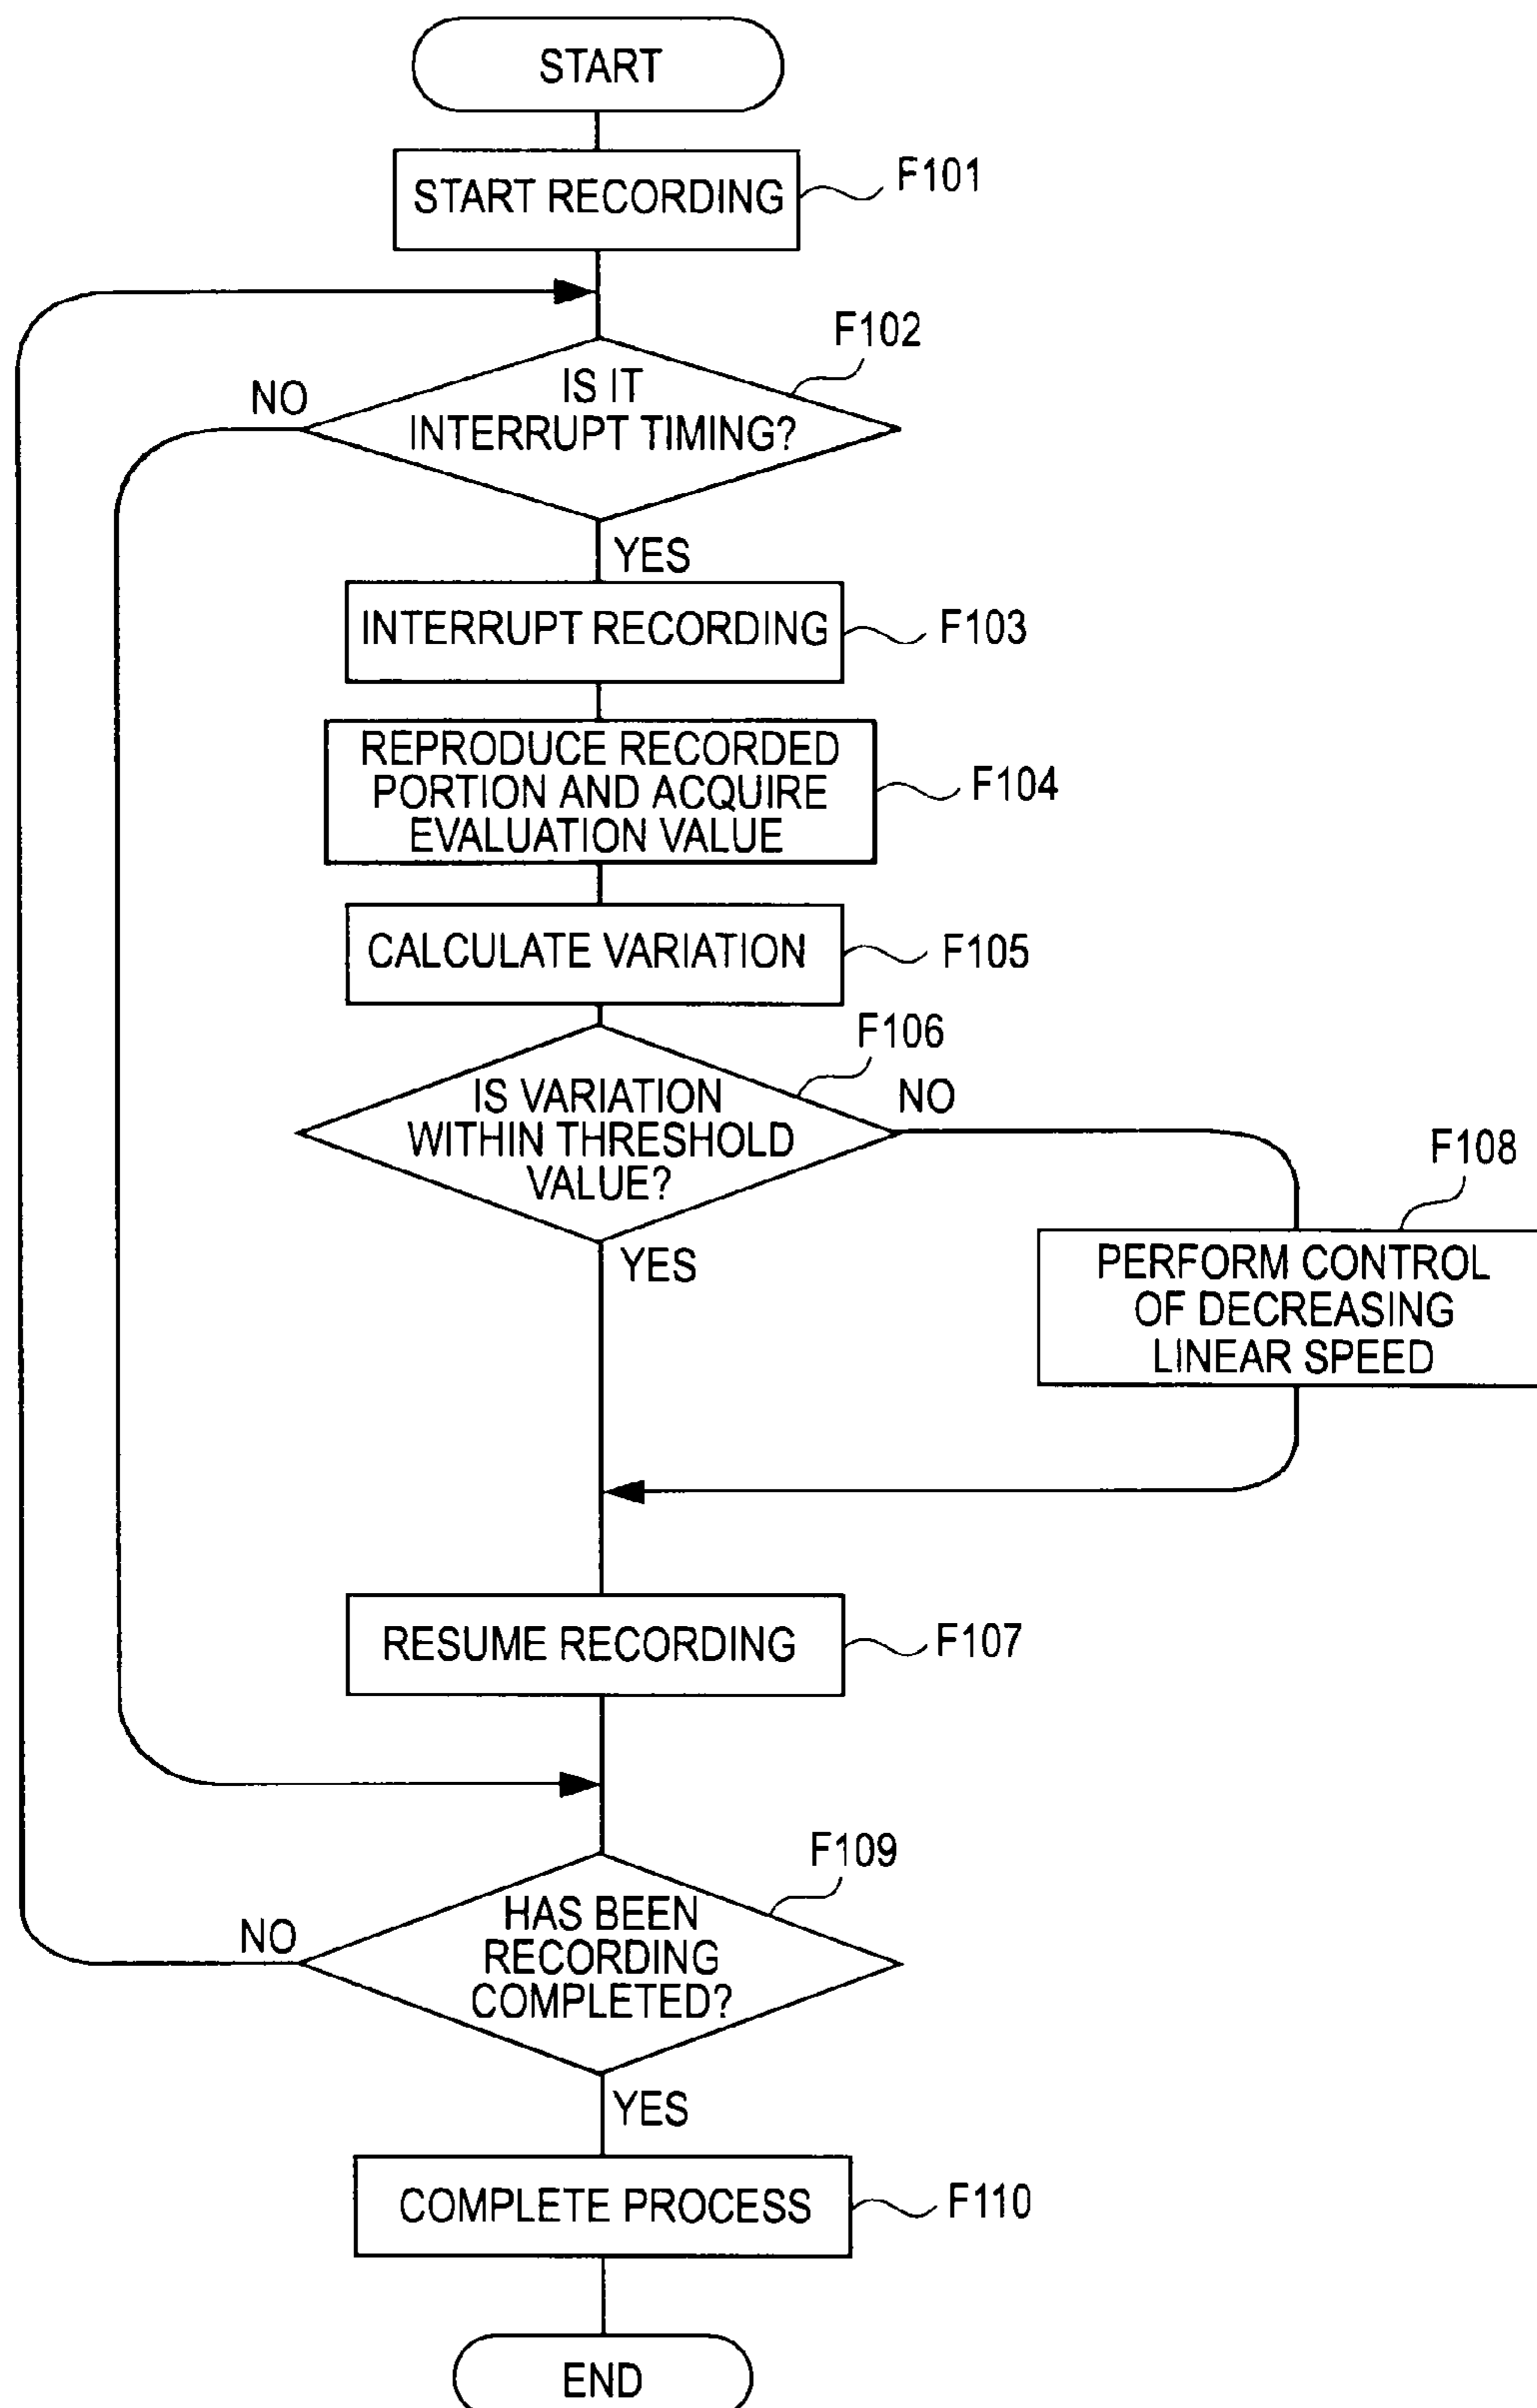 START
START RECORDING
F101
F102
IS IT
INTERRUPT TIMING?
NO
YES
INTERRUPT RECORDING
F103
REPRODUCE RECORDED
PORTION AND ACQUIRE
EVALUATION VALUE
F104
CALCULATE VARIATION
F105
F106
IS VARIATION
WITHIN THRESHOLD
VALUE?
NO
YES
F108
PERFORM CONTROL
OF DECREASING
LINEAR SPEED
RESUME RECORDING
F107
F109
HAS BEEN
RECORDING
COMPLETED?
NO
YES
COMPLETE PROCESS
F110
END